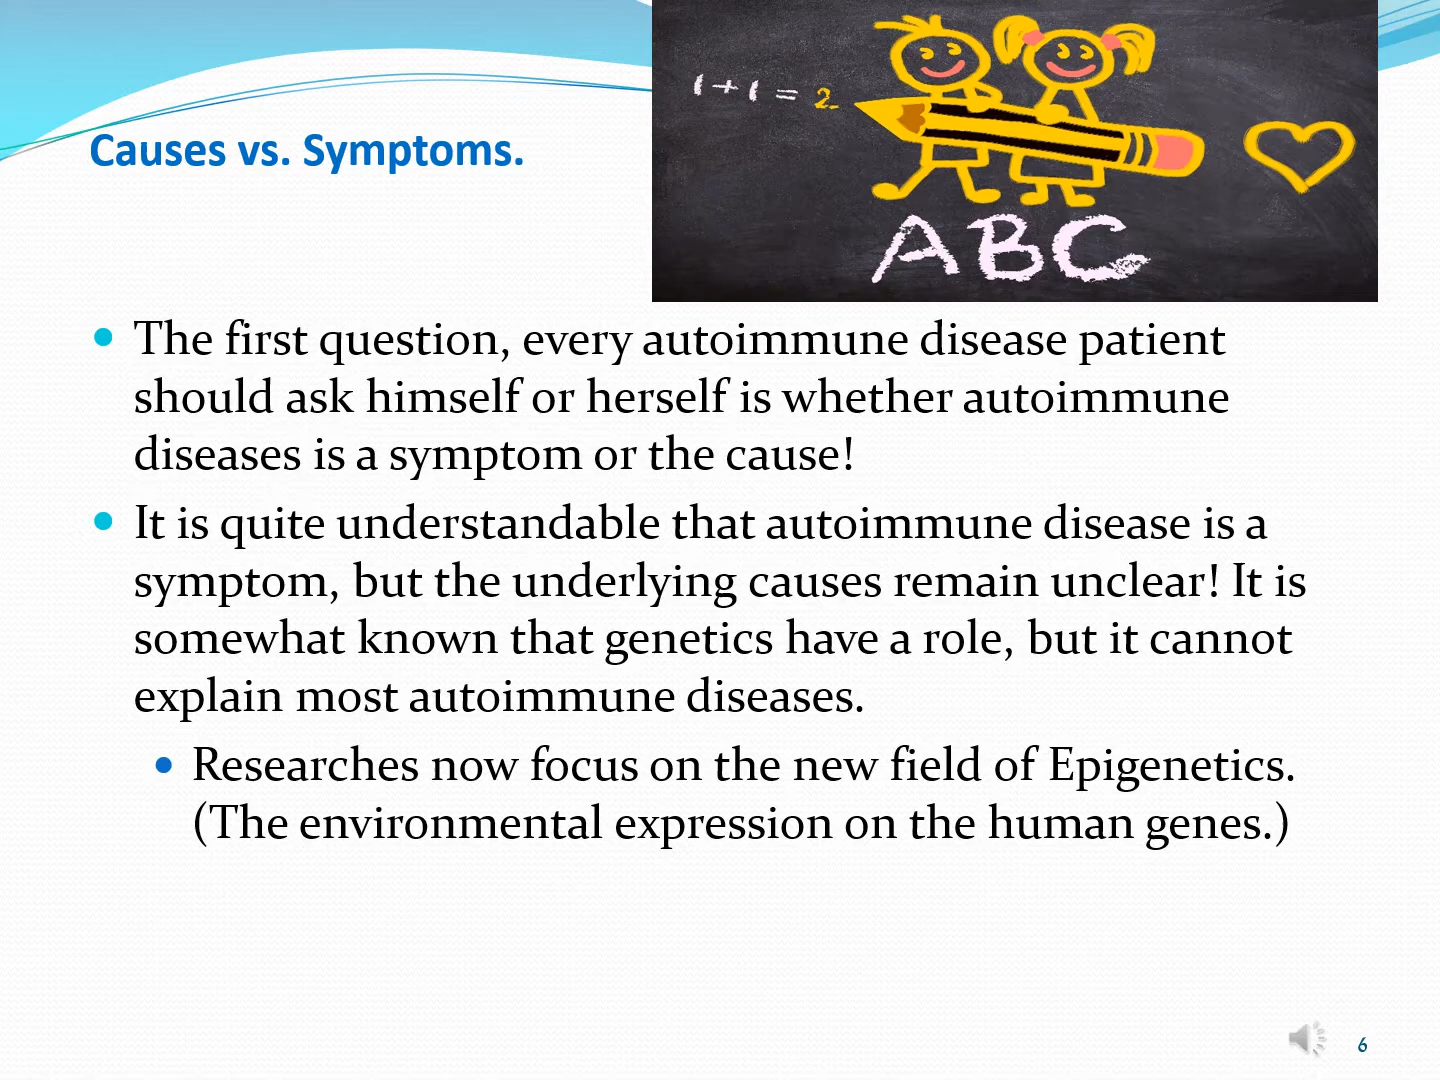 1 + 1 = 2
Causes vs. Symptoms.
ABC
The first question, every autoimmune disease patient
should ask himself or herself is whether autoimmune
diseases is a symptom or the cause!
It is quite understandable that autoimmune disease is a
symptom, but the underlying causes remain unclear! It is
somewhat known that genetics have a role, but it cannot
explain most autoimmune diseases.
Researches now focus on the new field of Epigenetics.
(The environmental expression on the human genes.)
6